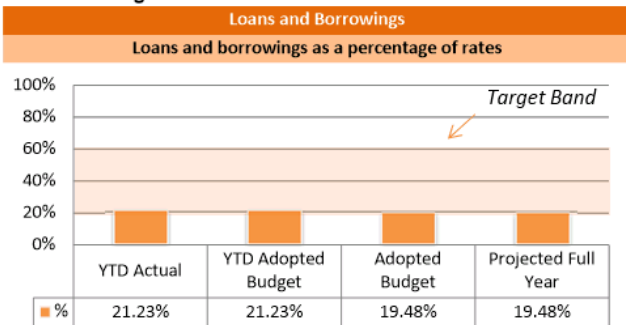 Loans and Borrowings
Loans and borrowings as a percentage of rates
100%
Target Band
80%
60%
40%
20%
0%
YTD Actual
YTD Adopted Budget
Adopted Budget
Projected Full Year
% 21.23% 21.23% 19.48% 19.48%